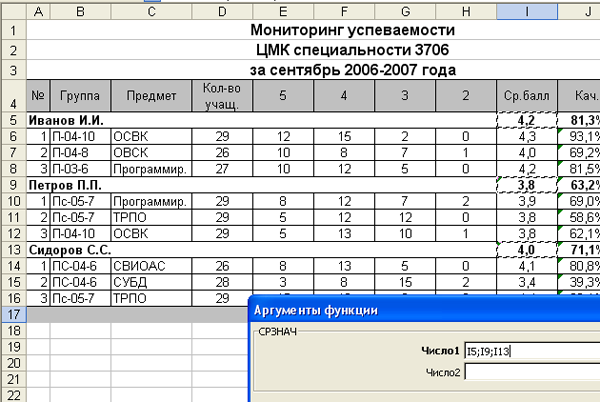 A B C D E F G H I J
1 Мониторинг успеваемости
2 ЦМК специальности 3706
3 за сентябрь 2006-2007 года
4 № Группа Предмет Кол-во учащ. 5 4 3 2 Ср.балл Кач.
5 Иванов И.И. 4,2 81,3%
6 1 П-04-10 ОСВК 29 12 15 2 0 4,3 93,1%
7 2 П-04-8 ОВСК 26 10 8 7 1 4,0 69,2%
8 3 П-03-6 Программир. 27 10 12 5 0 4,2 81,5%
9 Петров П.П. 3,8 63,2%
10 1 Пс-05-7 Программир. 29 8 12 7 2 3,9 69,0%
11 2 Пс-05-7 ТРПО 29 5 12 12 0 3,8 58,6%
12 3 П-04-10 ОСВК 29 5 13 10 1 3,8 62,1%
13 Сидоров С.С. 4,0 71,1%
14 1 ПС-04-6 СВИОАС 26 8 13 5 0 4,1 80,8%
15 2 ПС-04-6 СУБД 28 3 8 15 2 3,4 39,3%
16 3 Пс-05-7 ТРПО 29
17
18
19
20
21
22
Аргументы функции
СРЗНАЧ
Число1 I5;I9;I13
Число2